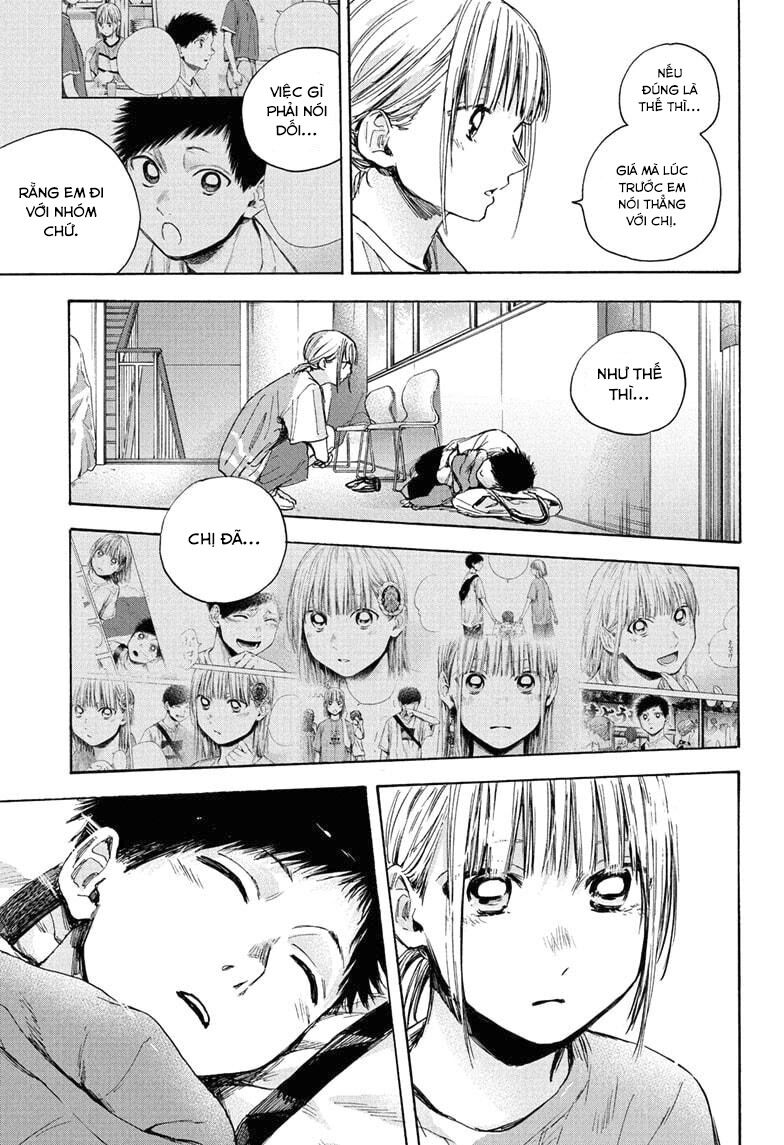 NẾU
ĐÚNG LÀ
THẾ THÌ...
GIÁ MÀ LÚC
TRƯỚC EM
NÓI THẲNG
VỚI CHỊ.
VIỆC GÌ
PHẢI NÓI
DỐI...
RẰNG EM ĐI
VỚI NHÓM
CHỨ.
NHƯ THẾ
THÌ...
CHỊ ĐÃ...